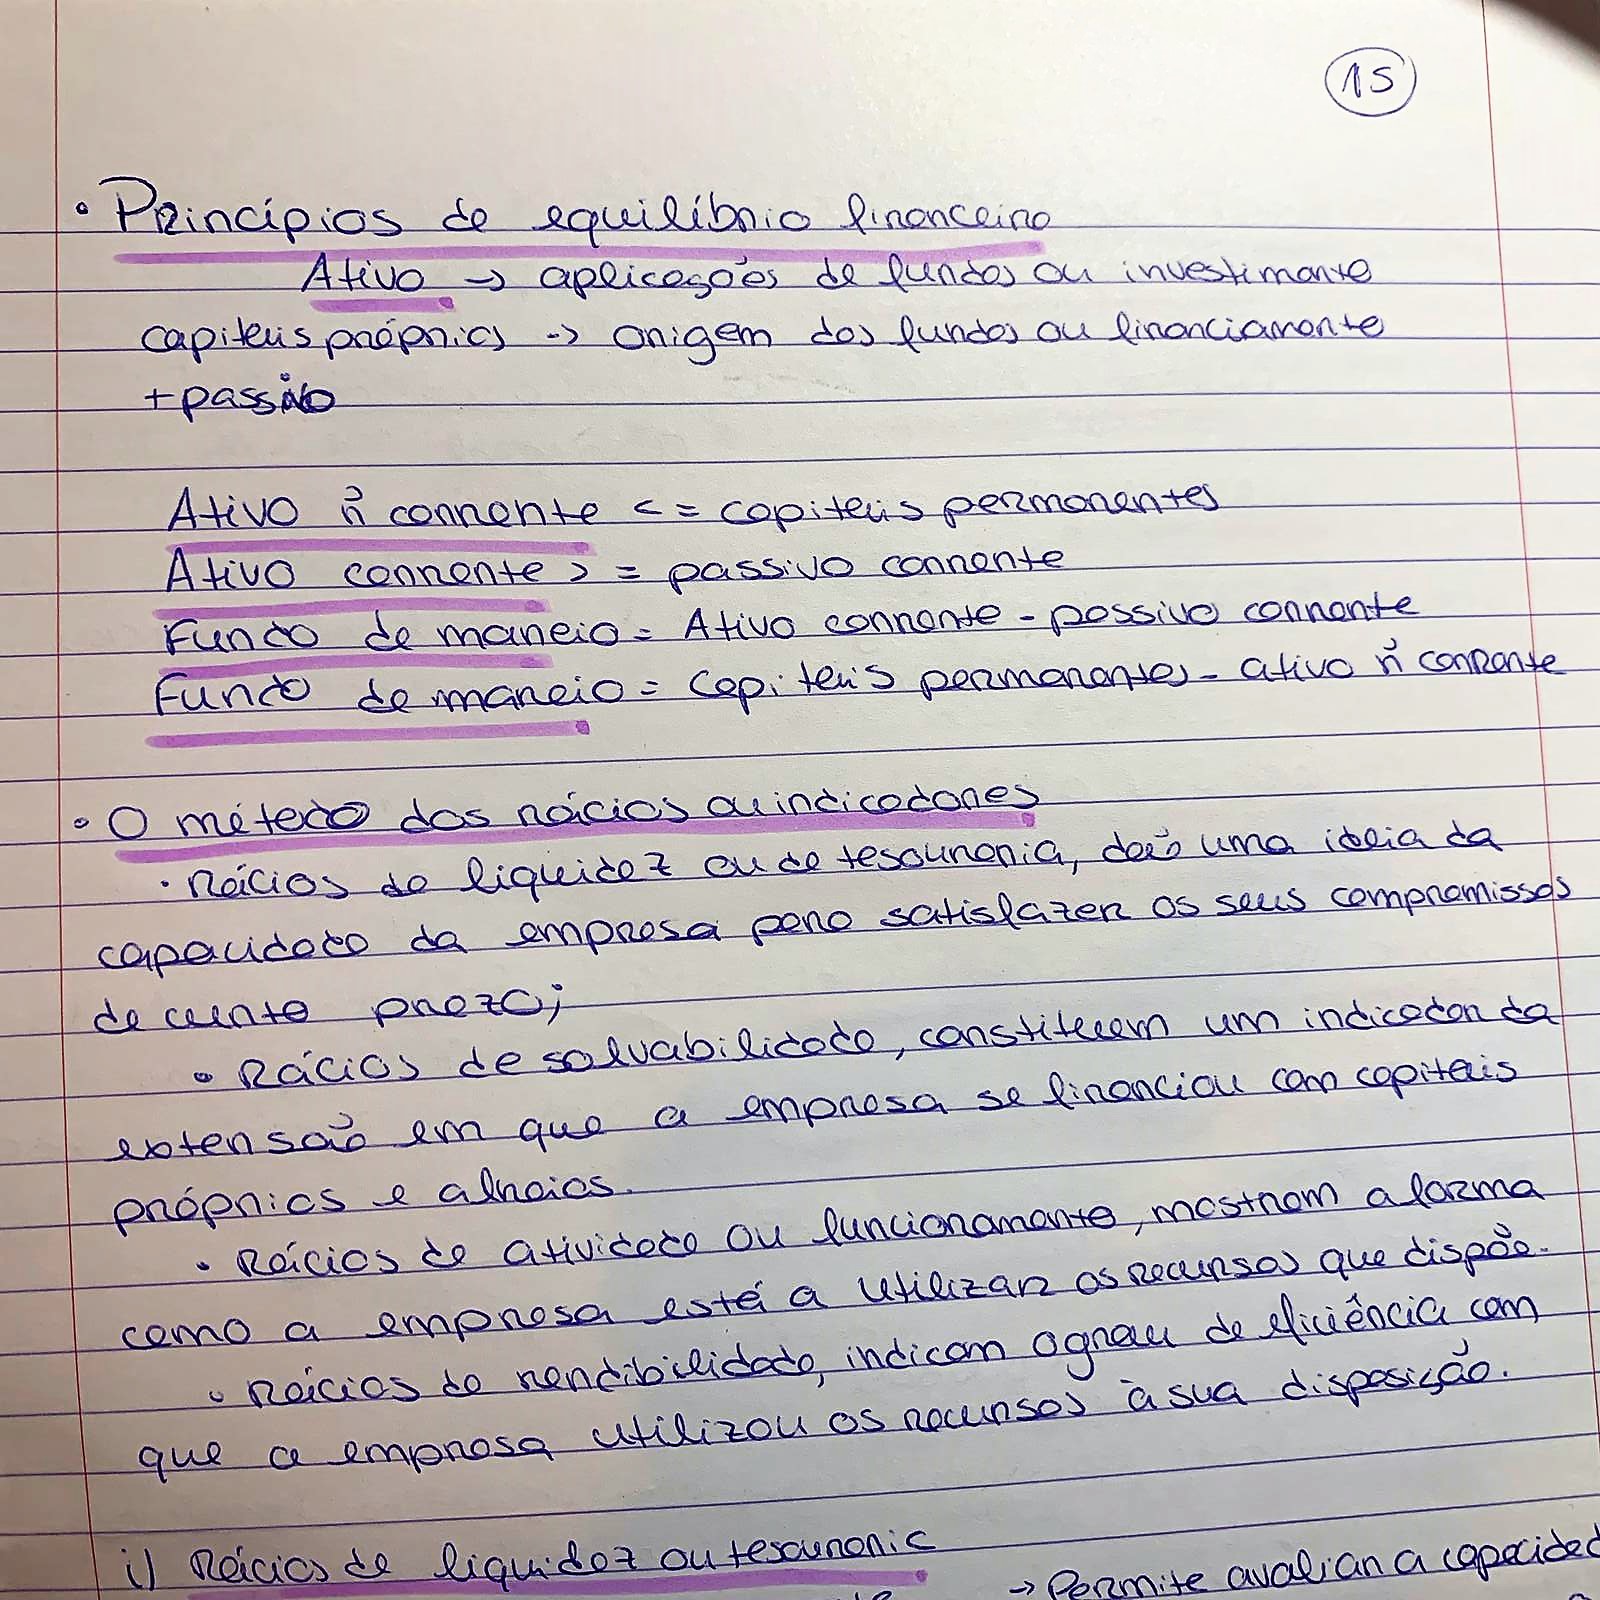 15
• Princípios de equilíbrio financeiro
Ativo → aplicações de fundos ou investimento
capitais próprios → origem dos fundos ou financiamento
+ passivo
Ativo ñ corrente <= capitais permanentes
Ativo corrente >= passivo corrente
Fundo de maneio = Ativo corrente - passivo corrente
Fundo de maneio = capitais permanentes - ativo ñ corrente
• O método dos rácios ou indicadores
• Rácios de liquidez ou de tesouraria, dão uma ideia da
capacidade da empresa para satisfazer os seus compromissos
de curto prazo;
• Rácios de solvabilidade, constituem um indicador da
extensão em que a empresa se financiou com capitais
próprios e alheios.
• Rácios de atividade ou funcionamento, mostram a forma
como a empresa está a utilizar os recursos que dispõe.
• Rácios de rendibilidade, indicam o grau de eficiência com
que a empresa utilizou os recursos à sua disposição.
i) Rácios de liquidez ou tesouraria
→ Permite avaliar a capacidad